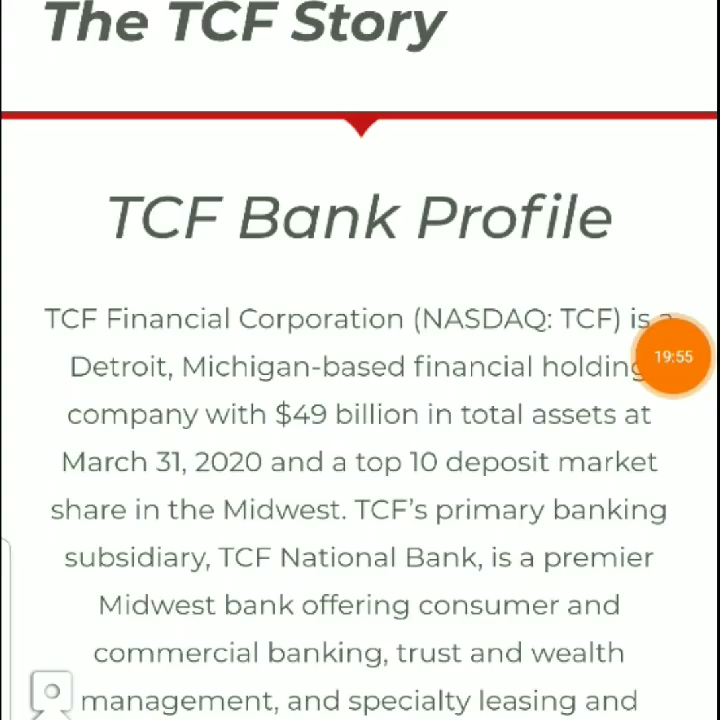 The TCF Story
TCF Bank Profile
TCF Financial Corporation (NASDAQ: TCF) is a
Detroit, Michigan-based financial holding
company with $49 billion in total assets at
March 31, 2020 and a top 10 deposit market
share in the Midwest. TCF’s primary banking
subsidiary, TCF National Bank, is a premier
Midwest bank offering consumer and
commercial banking, trust and wealth
management, and specialty leasing and
19:55